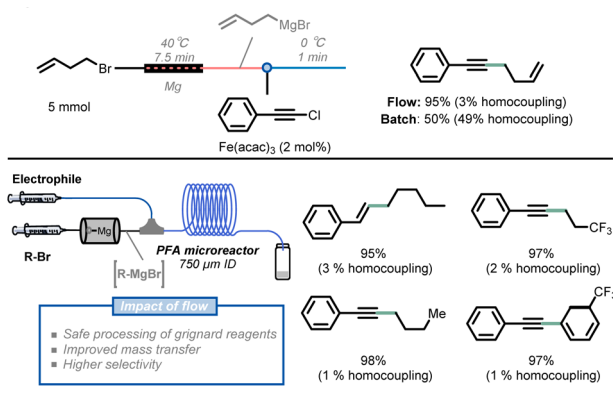 MgBr
40 °C
7.5 min
0 °C
1 min
Br
Mg
5 mmol
Cl
Fe(acac)3 (2 mol%)
Flow: 95% (3% homocoupling)
Batch: 50% (49% homocoupling)
Electrophile
Mg
R-Br
[R-MgBr]
PFA microreactor
750 µm ID
Impact of flow
Safe processing of grignard reagents
Improved mass transfer
Higher selectivity
95%
(3 % homocoupling)
CF3
97%
(2 % homocoupling)
Me
98%
(1 % homocoupling)
CF3
97%
(1 % homocoupling)